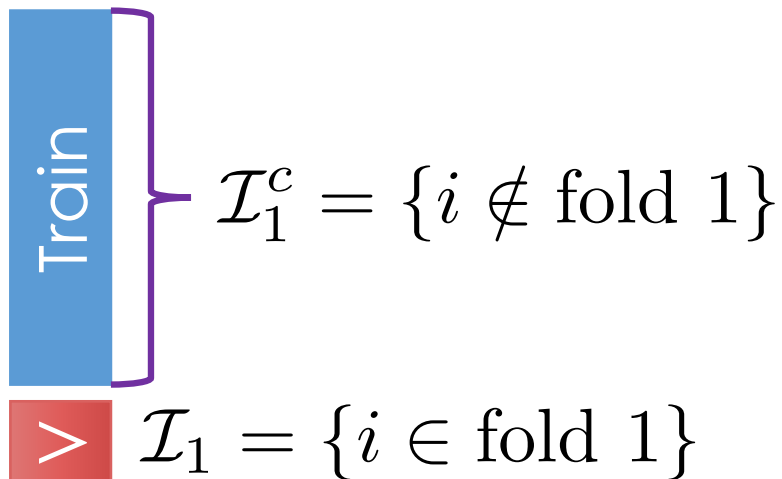 Train
𝓘₁ᶜ = {i ∉ fold 1}
V
𝓘₁ = {i ∈ fold 1}